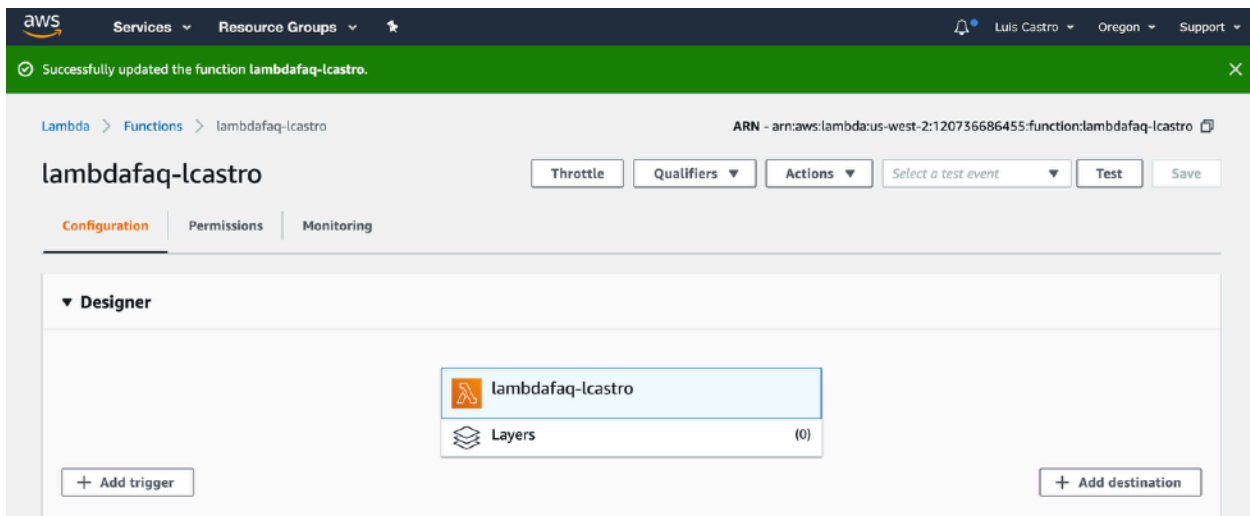 aws Services Resource Groups Luis Castro Oregon Support
Successfully updated the function lambdafaq-lcastro.
Lambda > Functions > lambdafaq-lcastro ARN - arn:aws:lambda:us-west-2:120736686455:function:lambdafaq-lcastro
lambdafaq-lcastro Throttle Qualifiers Actions Select a test event Test Save
Configuration Permissions Monitoring
Designer
lambdafaq-lcastro
Layers (0)
+ Add trigger + Add destination